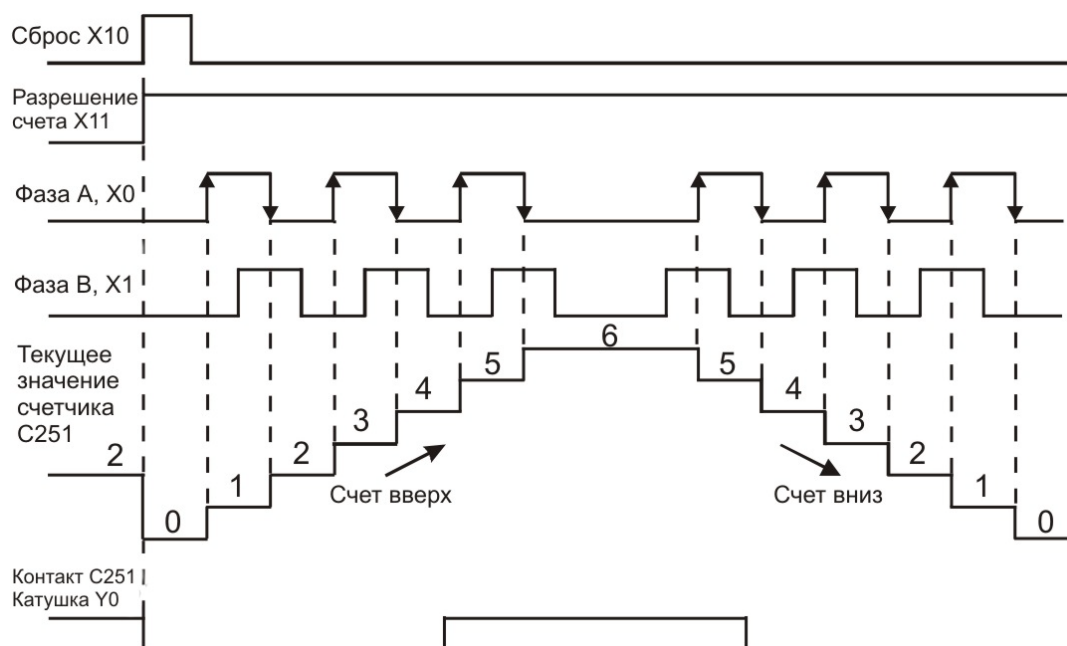 Сброс X10
Разрешение
счета X11
Фаза А, X0
Фаза В, X1
Текущее
значение
счетчика
C251
2
0
1
2
3
4
5
6
5
4
3
2
1
0
Счет вверх
Счет вниз
Контакт C251
Катушка Y0